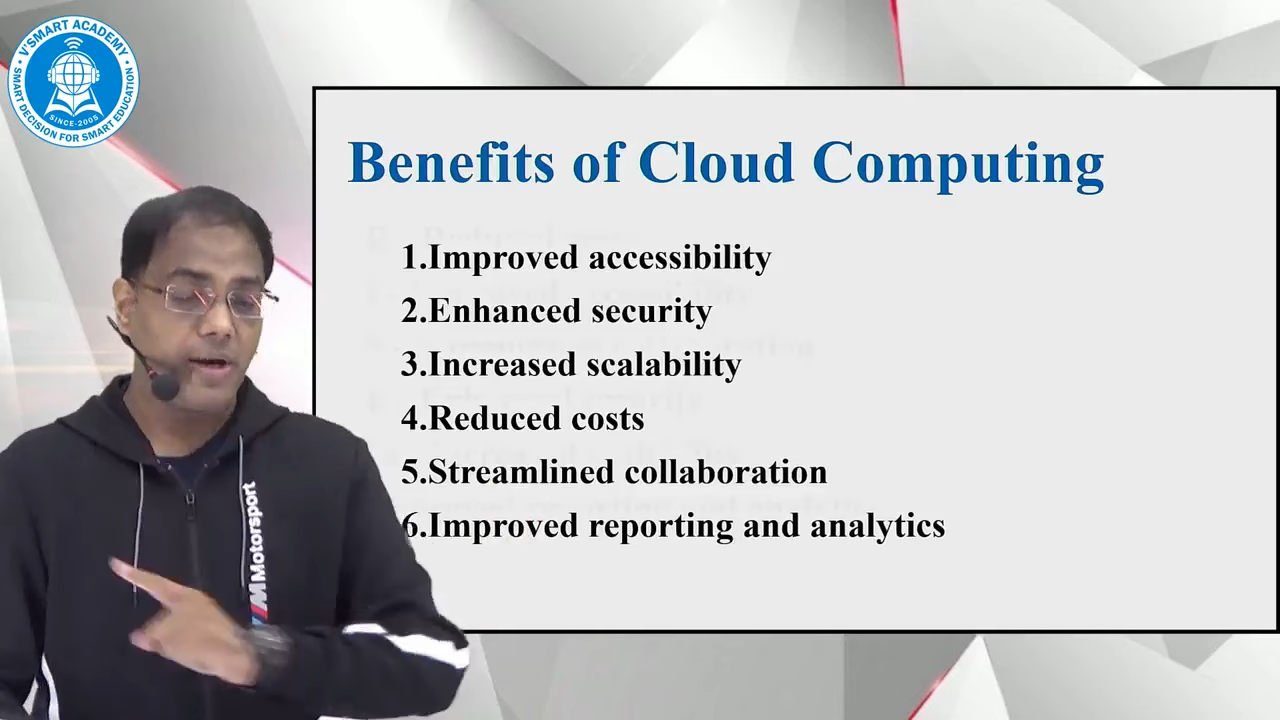 V'SMART ACADEMY
SMART DECISION FOR SMART EDUCATION
SINCE-2005
Benefits of Cloud Computing
1.Improved accessibility
2.Enhanced security
3.Increased scalability
4.Reduced costs
5.Streamlined collaboration
6.Improved reporting and analytics
M Motorsport